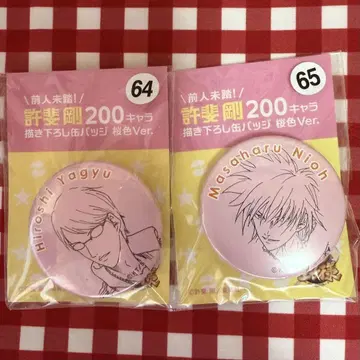 64
＼前人未踏!／
許斐剛200キャラ
描き下ろし缶バッジ 桜色Ver.
Hiroshi Yagyu
65
＼前人未踏!／
許斐剛200キャラ
描き下ろし缶バッジ 桜色Ver.
Masaharu Nioh